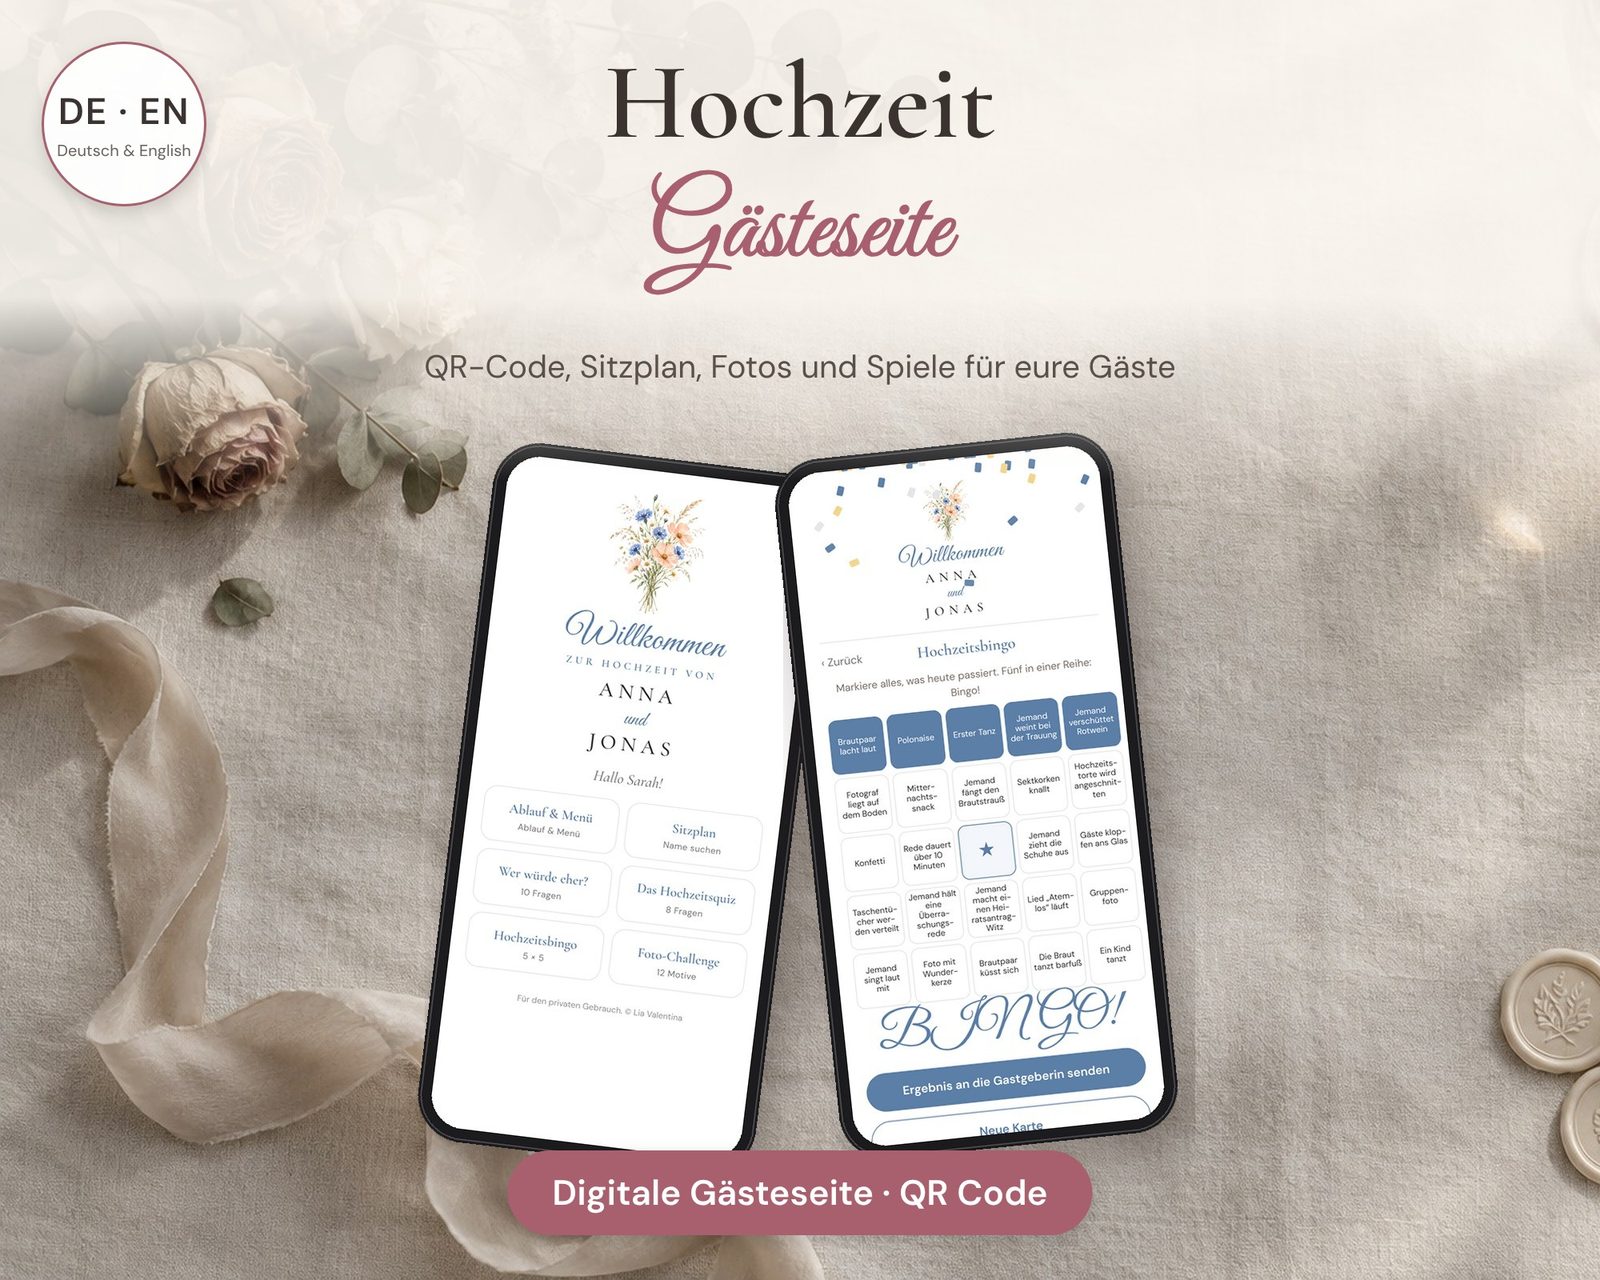 DE · EN
Deutsch & English
Hochzeit
Gästeseite
QR-Code, Sitzplan, Fotos und Spiele für eure Gäste
Willkommen
ZUR HOCHZEIT VON
ANNA
und
JONAS
Hallo Sarah!
Ablauf & Menü
Ablauf & Menü
Sitzplan
Name suchen
Wer würde eher?
10 Fragen
Das Hochzeitsquiz
8 Fragen
Hochzeitsbingo
5 × 5
Foto-Challenge
12 Motive
Für den privaten Gebrauch. © Lia Valentina
Willkommen
ANNA
und
JONAS
‹ Zurück
Hochzeitsbingo
Markiere alles, was heute passiert. Fünf in einer Reihe:
Bingo!
Brautpaar
lacht laut
Polonaise
Erster Tanz
Jemand
weint bei
der Trauung
Jemand
verschüttet
Rotwein
Fotograf
liegt auf
dem Boden
Mitter-
nachts-
snack
Jemand
fängt den
Brautstrauß
Sektkorken
knallt
Hochzeits-
torte wird
angeschnit-
ten
Konfetti
Rede dauert
über 10
Minuten
★
Jemand
zieht die
Schuhe aus
Gäste klop-
fen ans Glas
Taschentü-
cher wer-
den verteilt
Jemand hält
eine
Überra-
schungs-
rede
Jemand
macht ei-
nen Hei-
ratsantrag-
Witz
Lied „Atem-
los“ läuft
Gruppen-
foto
Jemand
singt laut
mit
Foto mit
Wunder-
kerze
Brautpaar
küsst sich
Die Braut
tanzt barfuß
Ein Kind
tanzt
BINGO!
Ergebnis an die Gastgeberin senden
Neue Karte
Digitale Gästeseite · QR Code